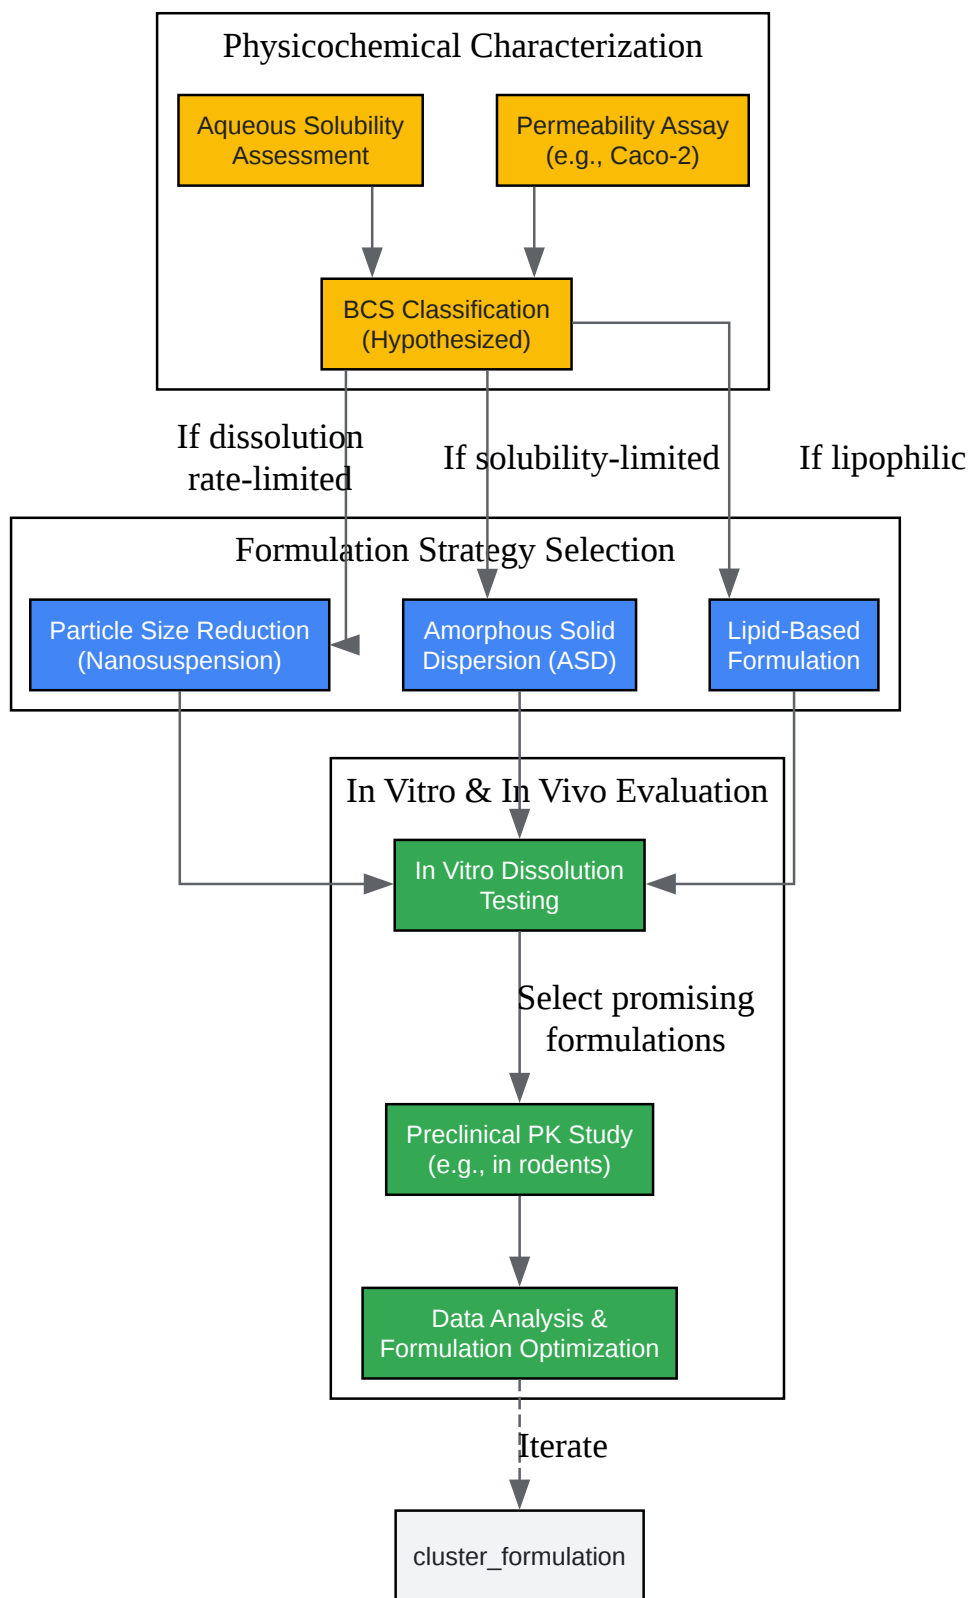 Physicochemical Characterization
Aqueous Solubility
Assessment
Permeability Assay
(e.g., Caco-2)
BCS Classification
(Hypothesized)
If dissolution
rate-limited
If solubility-limited
If lipophilic
Formulation Strategy Selection
Particle Size Reduction
(Nanosuspension)
Amorphous Solid
Dispersion (ASD)
Lipid-Based
Formulation
In Vitro & In Vivo Evaluation
In Vitro Dissolution
Testing
Select promising
formulations
Preclinical PK Study
(e.g., in rodents)
Data Analysis &
Formulation Optimization
Iterate
cluster_formulation